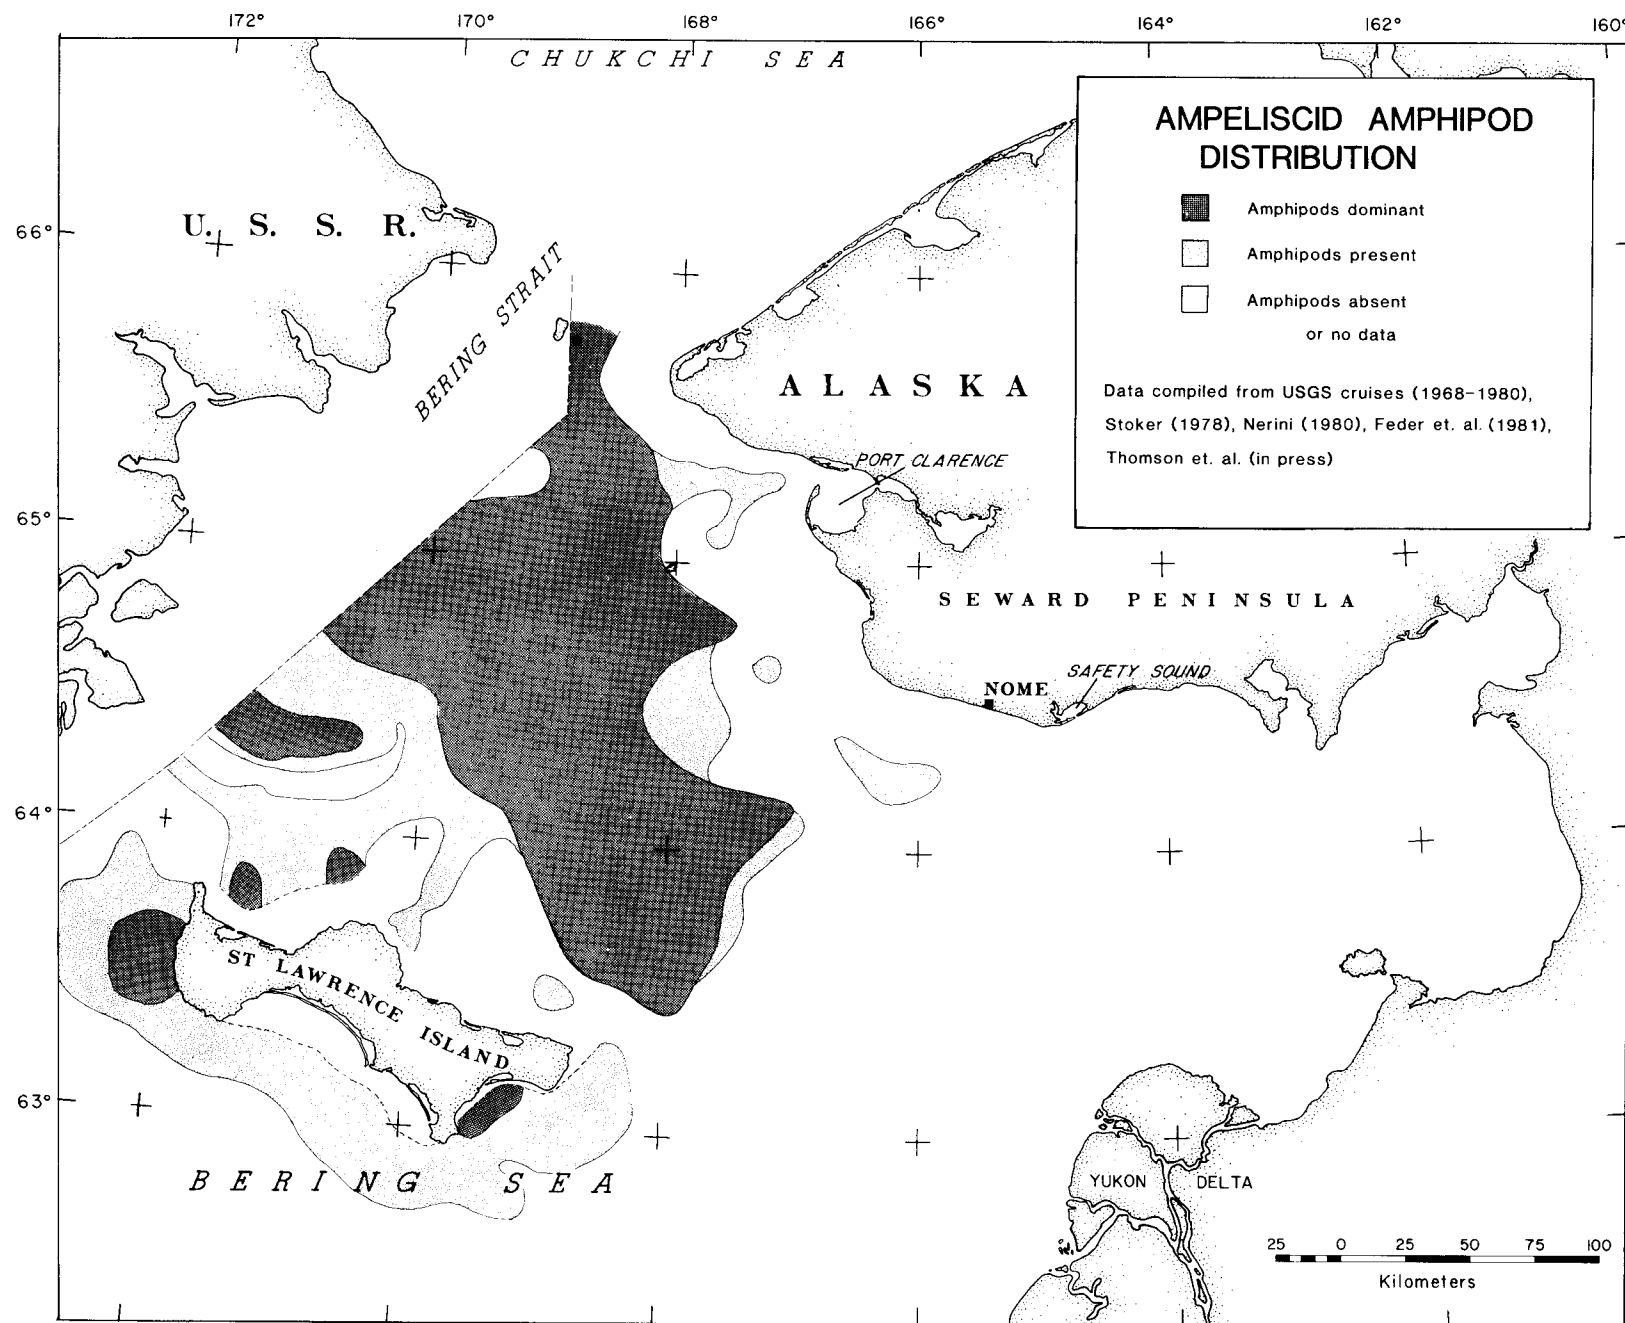 172° 170° 168° 166° 164° 162° 160°
CHUKCHI SEA
AMPELISCID AMPHIPOD
DISTRIBUTION
Amphipods dominant
Amphipods present
Amphipods absent
or no data
Data compiled from USGS cruises (1968-1980),
Stoker (1978), Nerini (1980), Feder et. al. (1981),
Thomson et. al. (in press)
U. S. S. R.
66°
BERING STRAIT
ALASKA
PORT CLARENCE
65°
SEWARD PENINSULA
SAFETY SOUND
NOME
64°
ST LAWRENCE ISLAND
63°
BERING SEA
YUKON DELTA
25 0 25 50 75 100
Kilometers